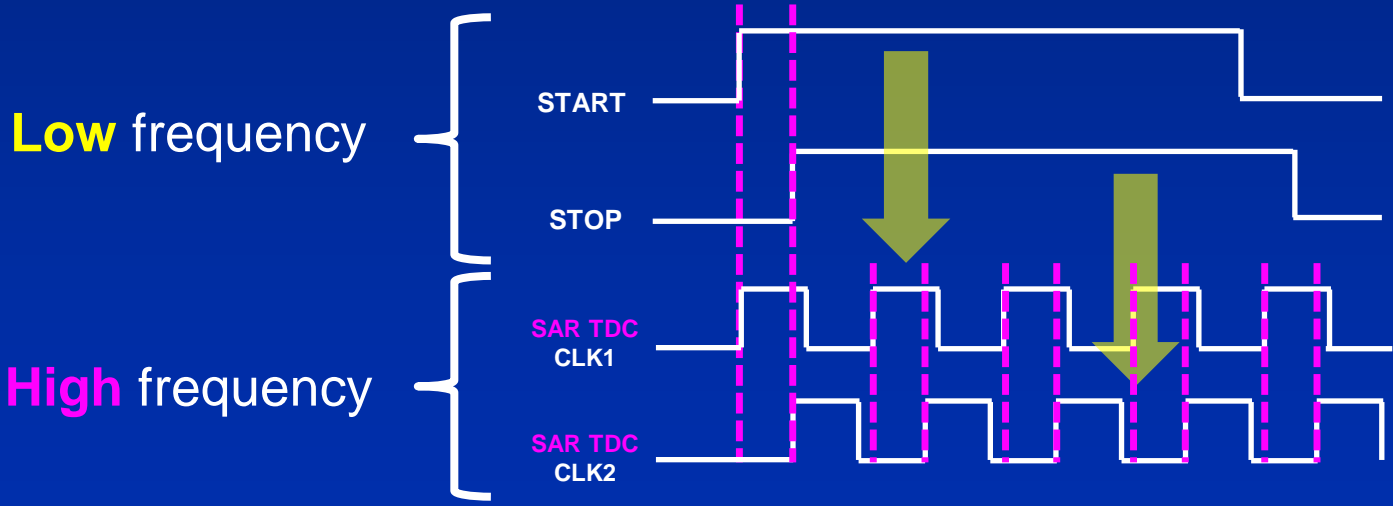 START
Low frequency
STOP
SAR TDC
CLK1
High frequency
SAR TDC
CLK2